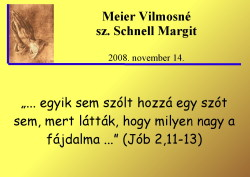 Meier Vilmosné
sz. Schnell Margit
2008. november 14.
„... egyik sem szólt hozzá egy szót
sem, mert látták, hogy milyen nagy a
fájdalma ...” (Jób 2,11-13)